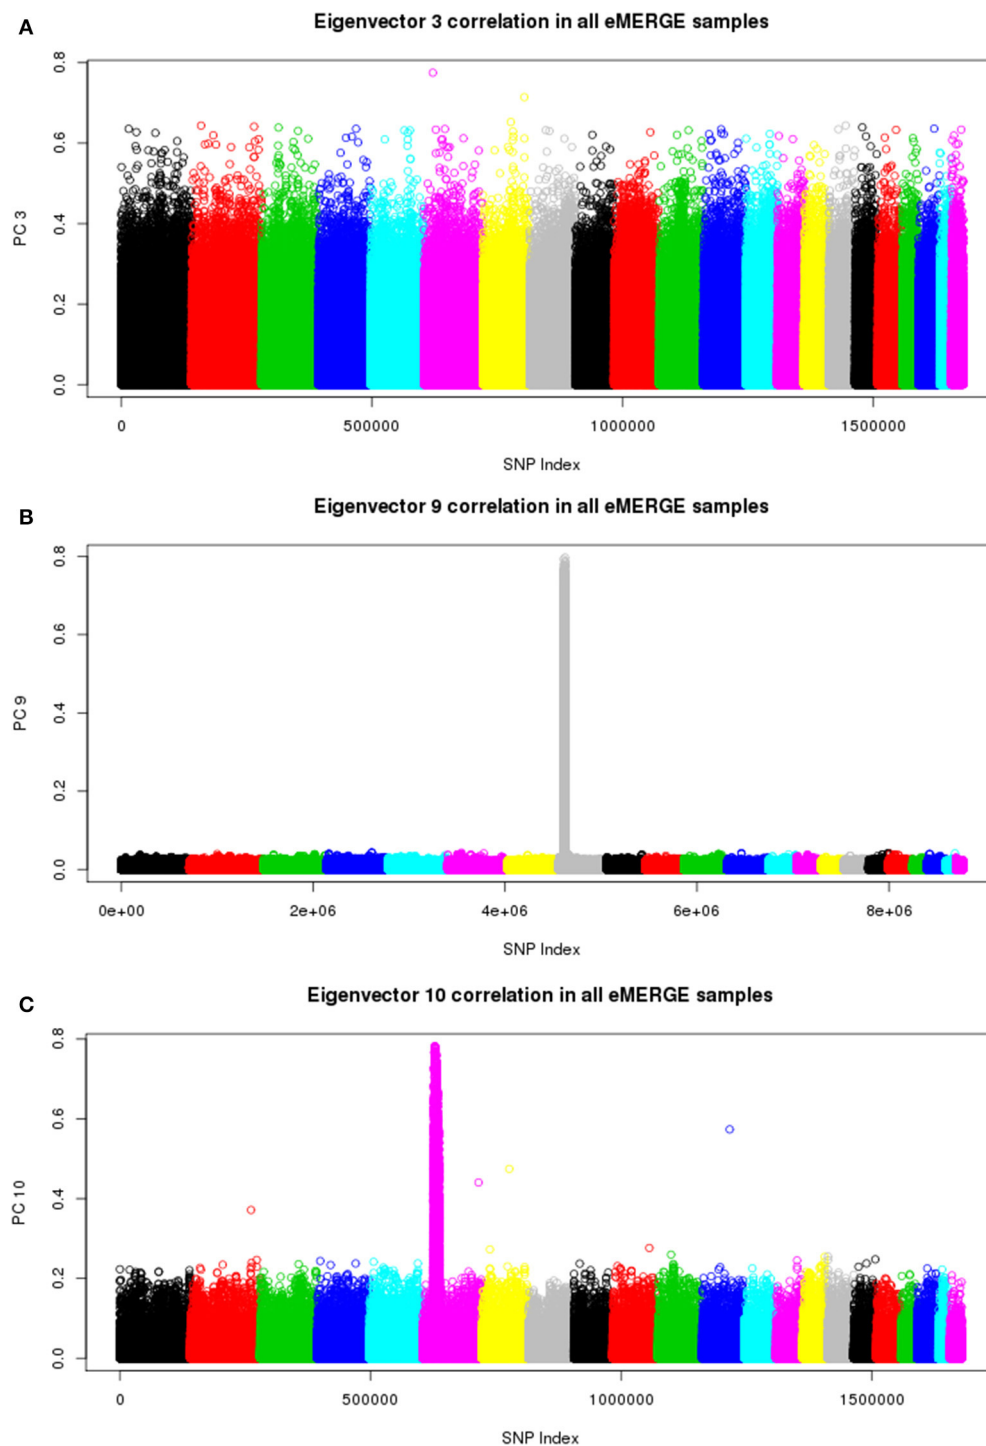 A
Eigenvector 3 correlation in all eMERGE samples
PC 3
0.8
0.6
0.4
0.2
0.0
0 500000 1000000 1500000
SNP Index
B
Eigenvector 9 correlation in all eMERGE samples
PC 9
0.8
0.6
0.4
0.2
0.0
0e+00 2e+06 4e+06 6e+06 8e+06
SNP Index
C
Eigenvector 10 correlation in all eMERGE samples
PC 10
0.8
0.6
0.4
0.2
0.0
0 500000 1000000 1500000
SNP Index